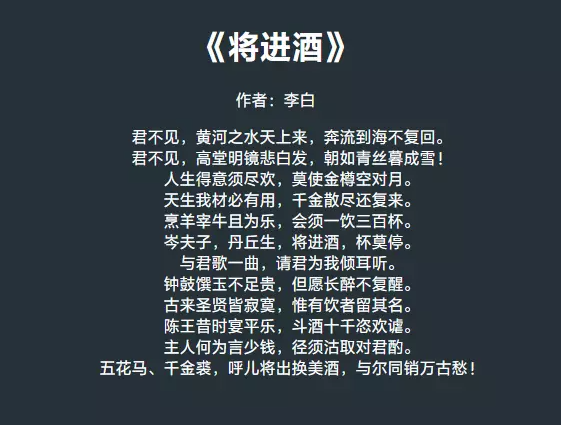 《将进酒》
作者：李白
君不见，黄河之水天上来，奔流到海不复回。
君不见，高堂明镜悲白发，朝如青丝暮成雪！
人生得意须尽欢，莫使金樽空对月。
天生我材必有用，千金散尽还复来。
烹羊宰牛且为乐，会须一饮三百杯。
岑夫子，丹丘生，将进酒，杯莫停。
与君歌一曲，请君为我倾耳听。
钟鼓馔玉不足贵，但愿长醉不复醒。
古来圣贤皆寂寞，惟有饮者留其名。
陈王昔时宴平乐，斗酒十千恣欢谑。
主人何为言少钱，径须沽取对君酌。
五花马、千金裘，呼儿将出换美酒，与尔同销万古愁！